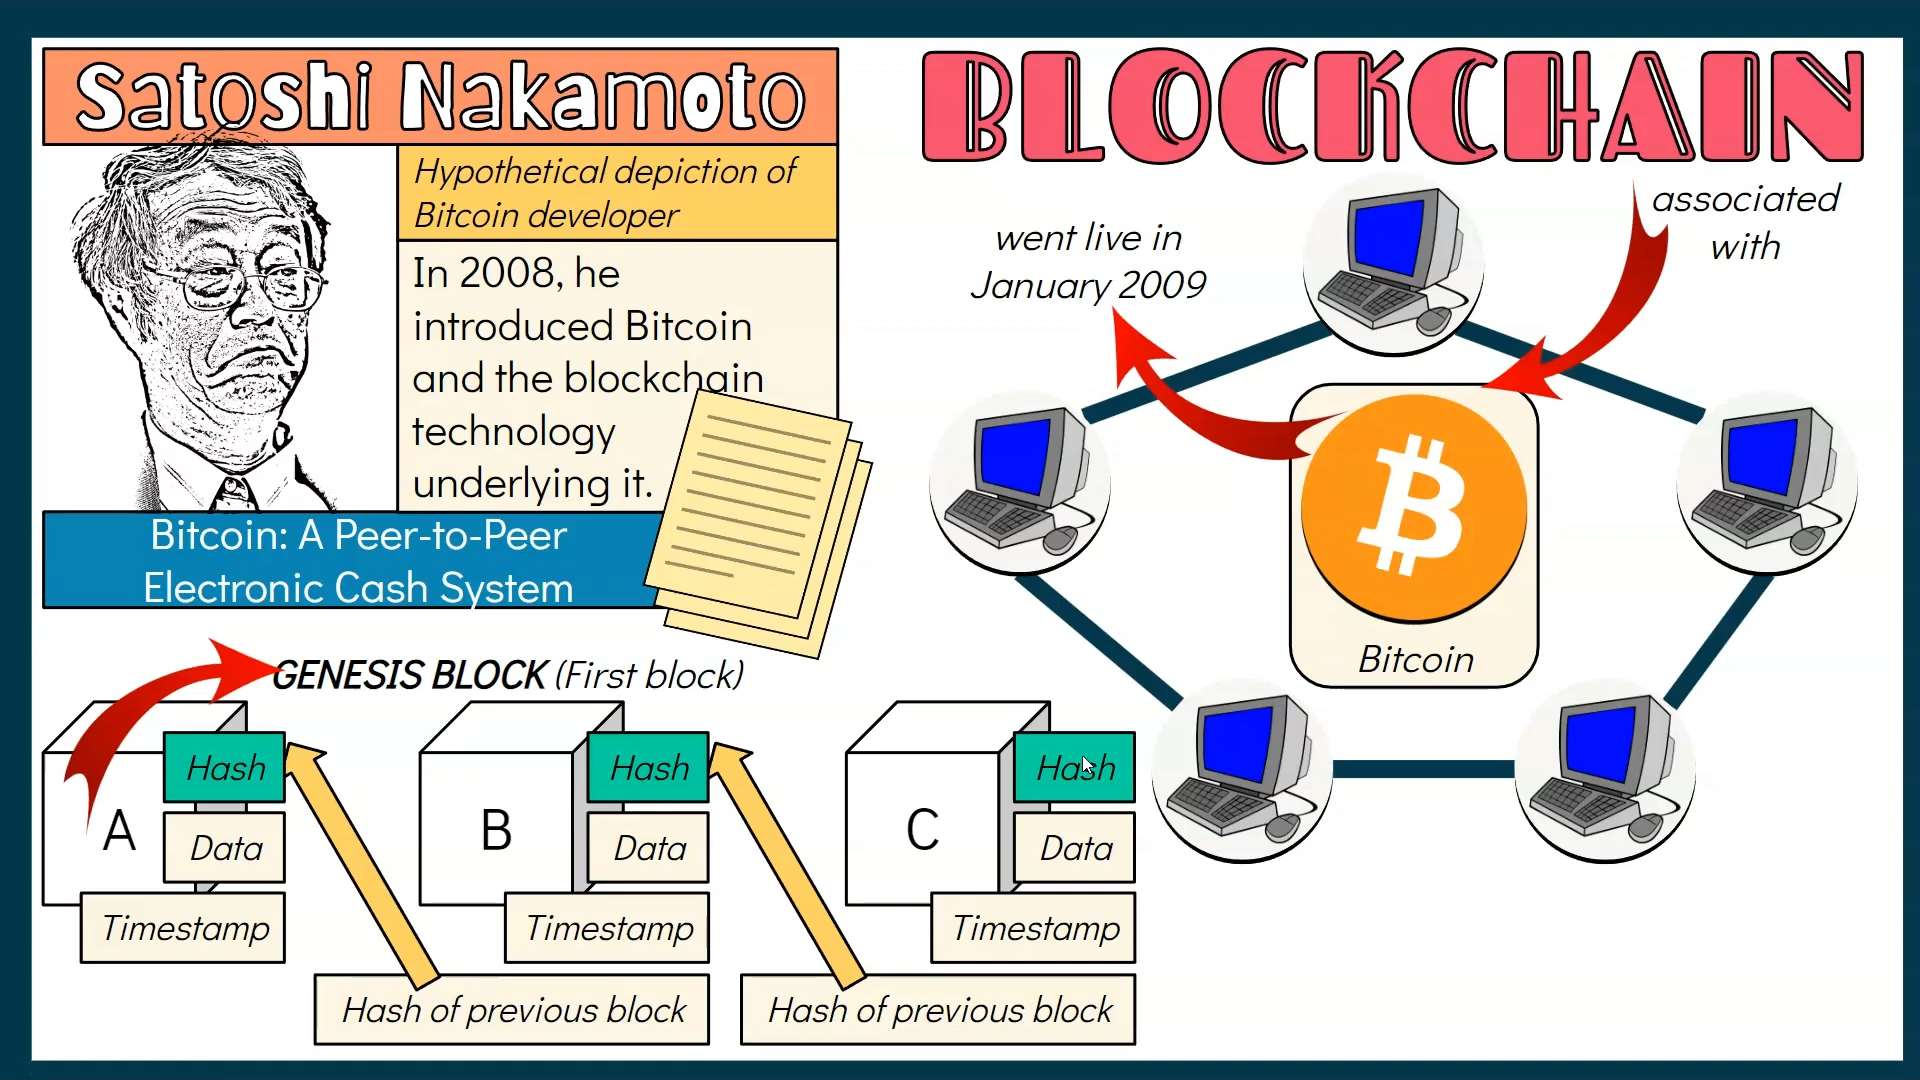 Satoshi Nakamoto
Hypothetical depiction of
Bitcoin developer
In 2008, he
introduced Bitcoin
and the blockchain
technology
underlying it.
Bitcoin: A Peer-to-Peer
Electronic Cash System
BLOCKCHAIN
associated
with
went live in
January 2009
Bitcoin
GENESIS BLOCK (First block)
A
Hash
Data
Timestamp
B
Hash
Data
Timestamp
Hash of previous block
C
Hash
Data
Timestamp
Hash of previous block